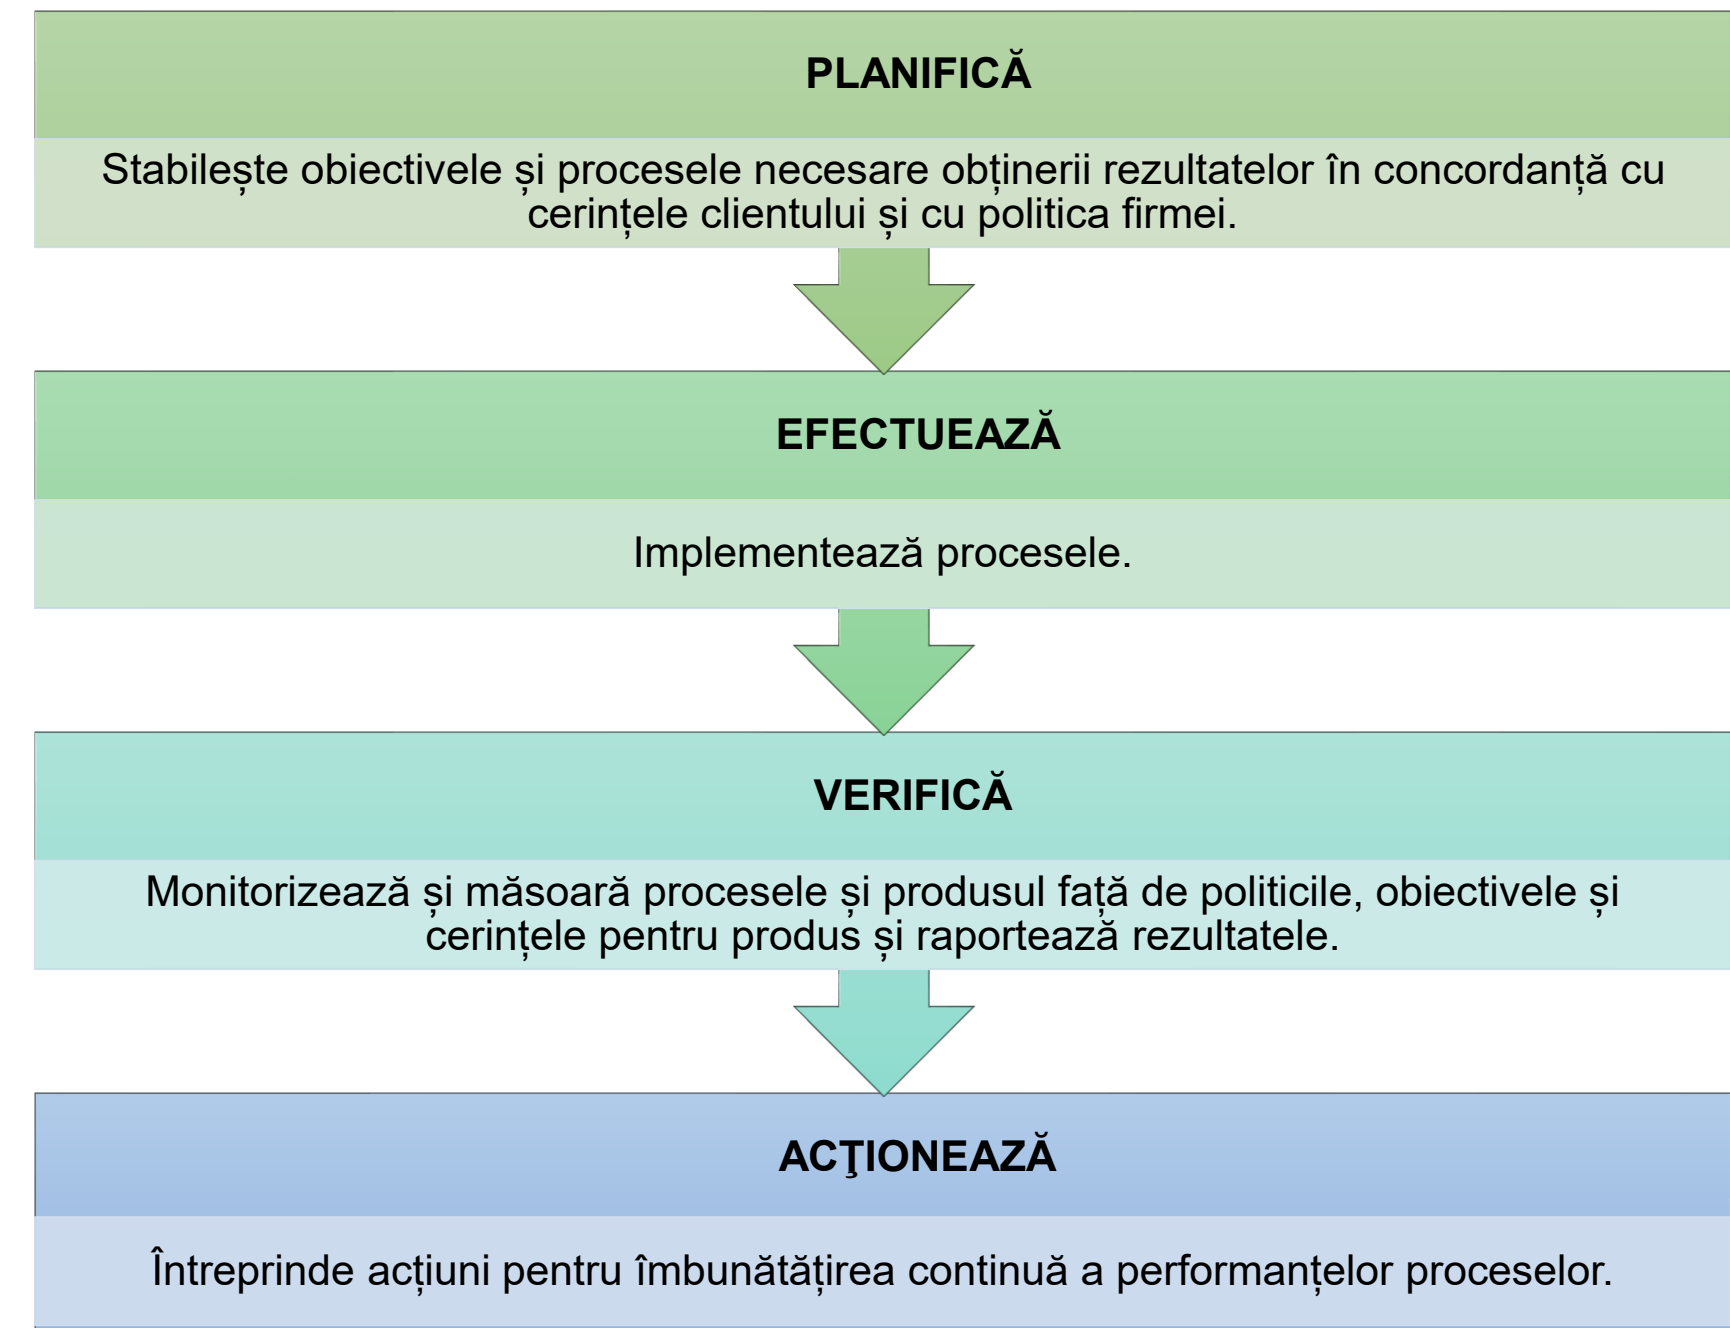 PLANIFICĂ
Stabilește obiectivele și procesele necesare obținerii rezultatelor în concordanță cu
cerințele clientului și cu politica firmei.
EFECTUEAZĂ
Implementează procesele.
VERIFICĂ
Monitorizează și măsoară procesele și produsul față de politicile, obiectivele și
cerințele pentru produs și raportează rezultatele.
ACŢIONEAZĂ
Întreprinde acțiuni pentru îmbunătățirea continuă a performanțelor proceselor.